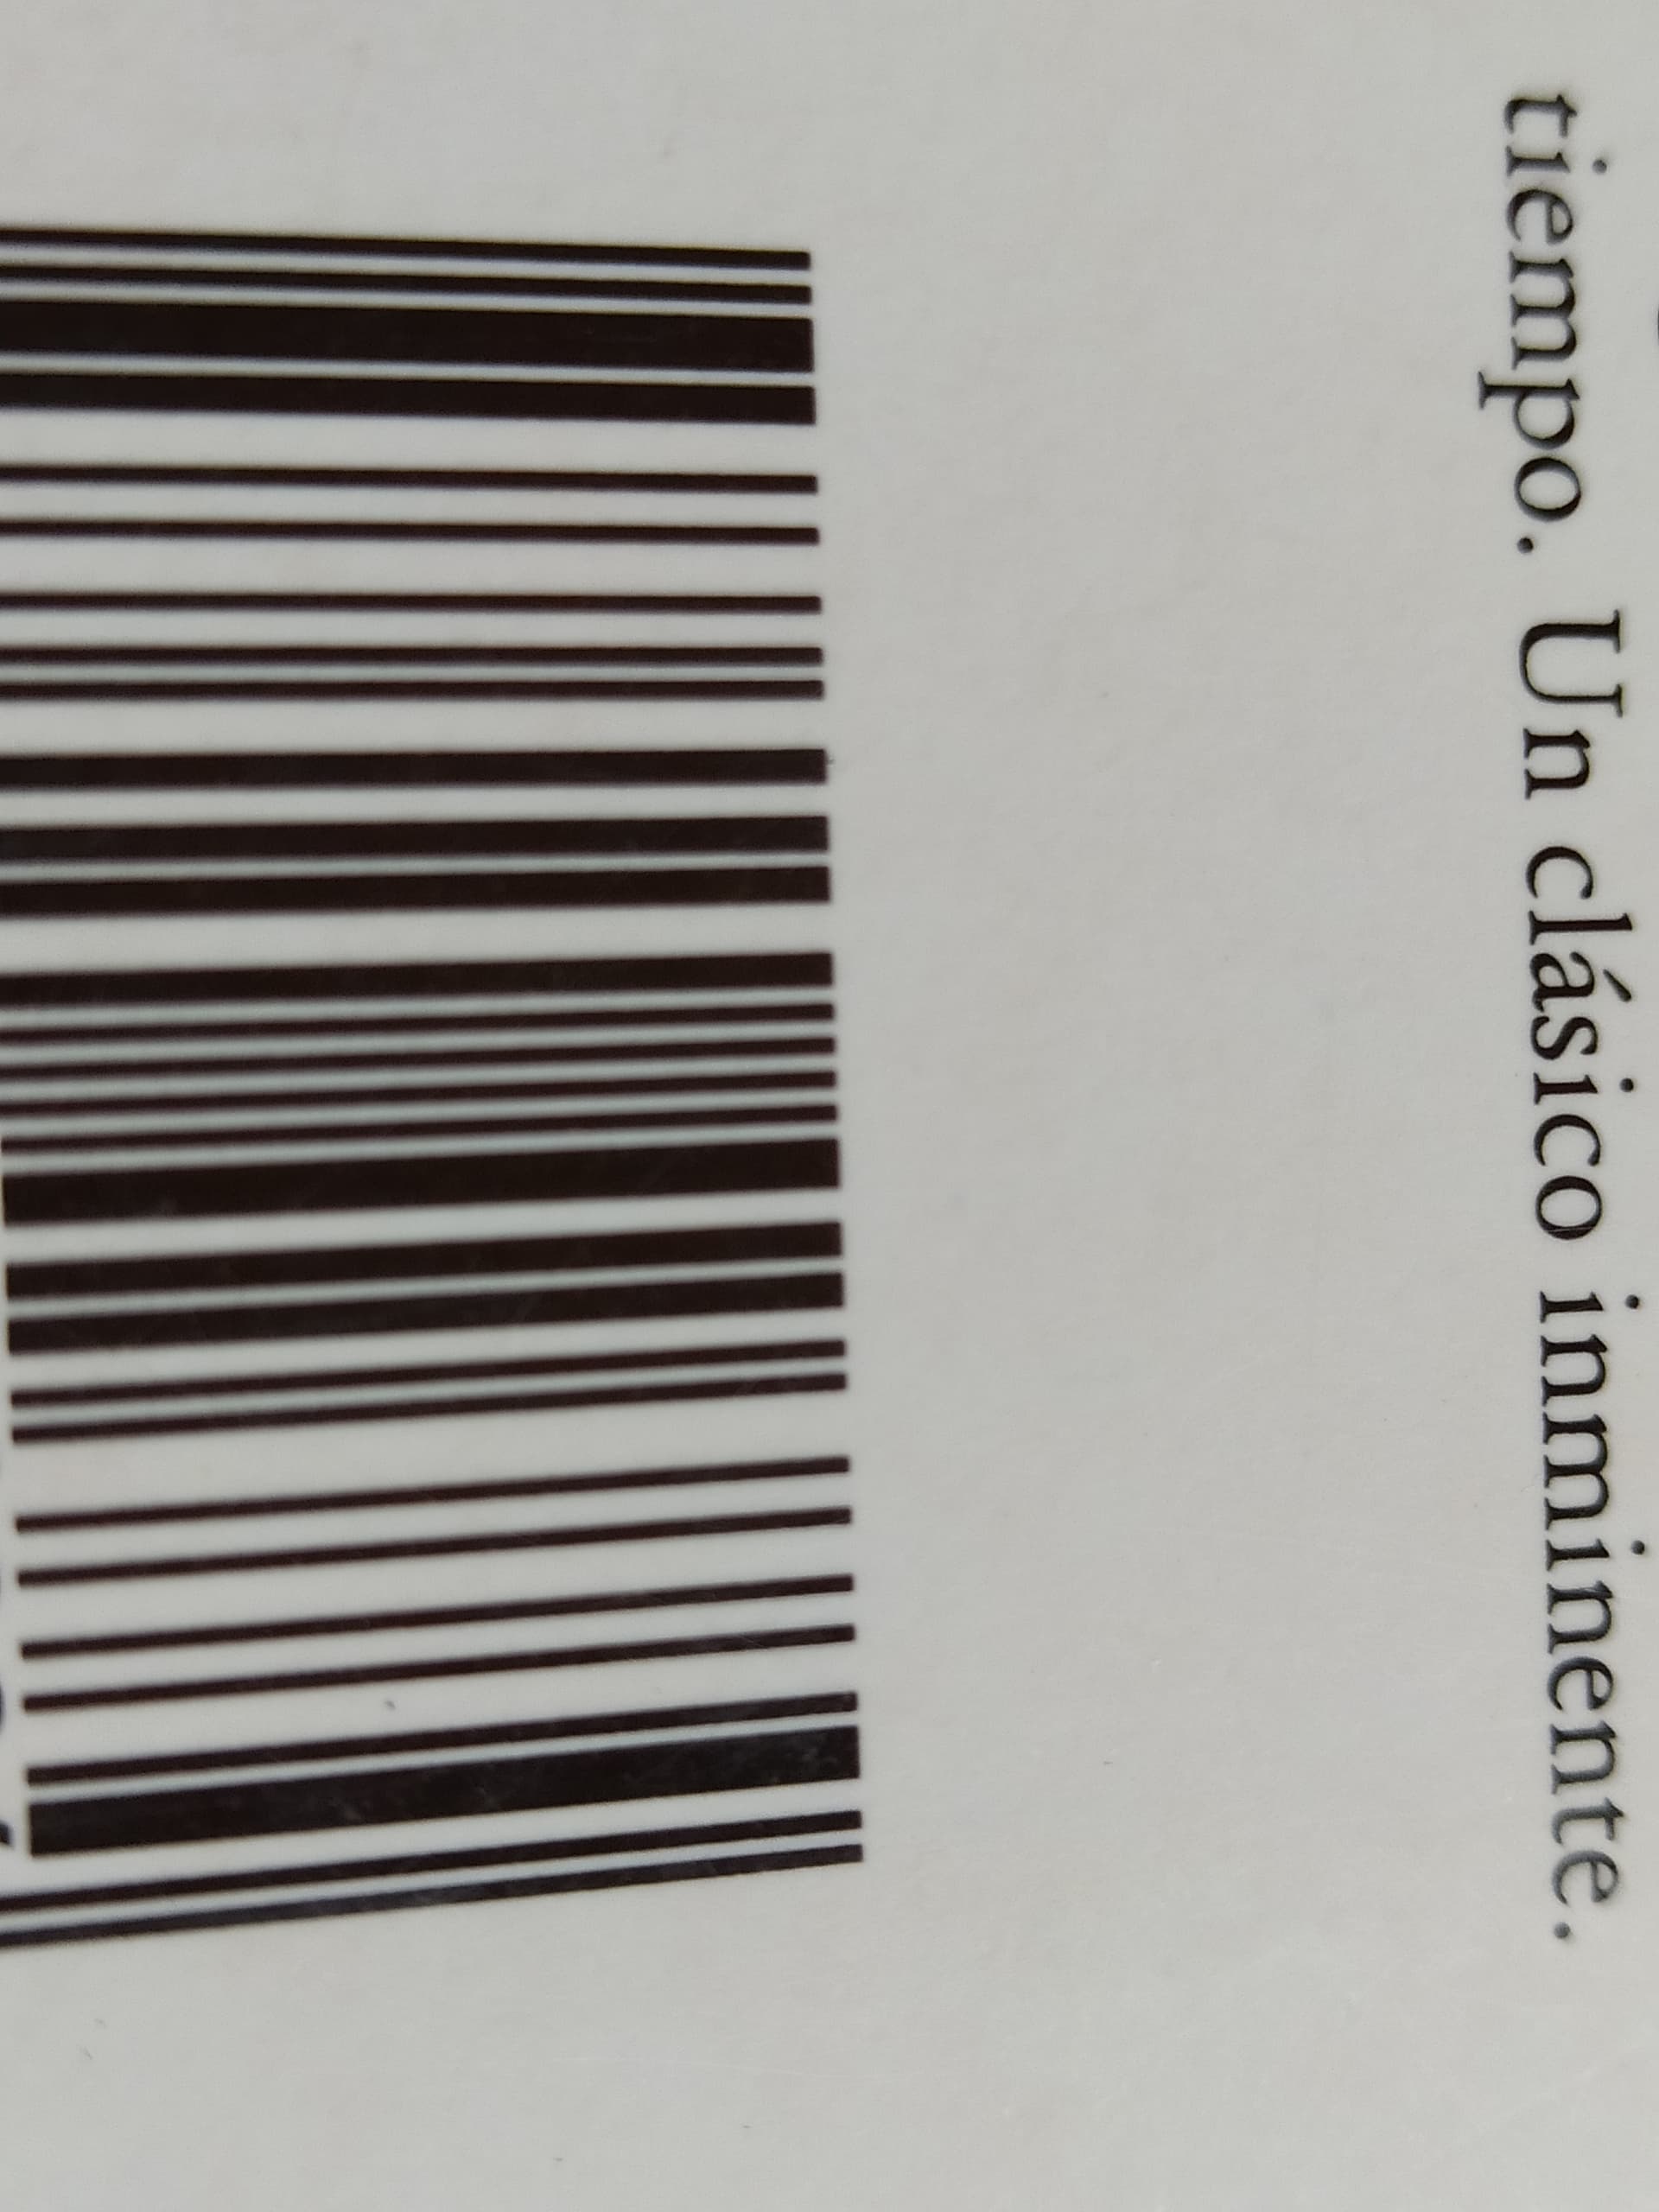 tiempo. Un clásico inminente.